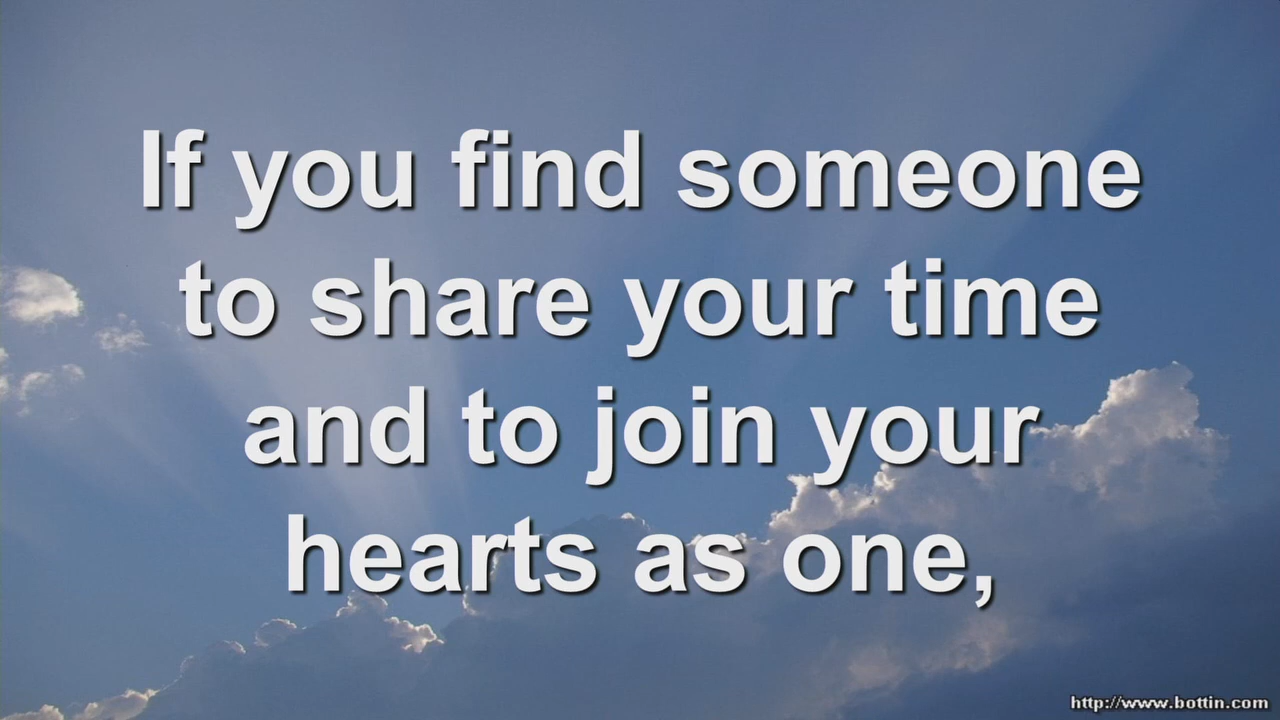 If you find someone
to share your time
and to join your
hearts as one,
http://www.bottin.com